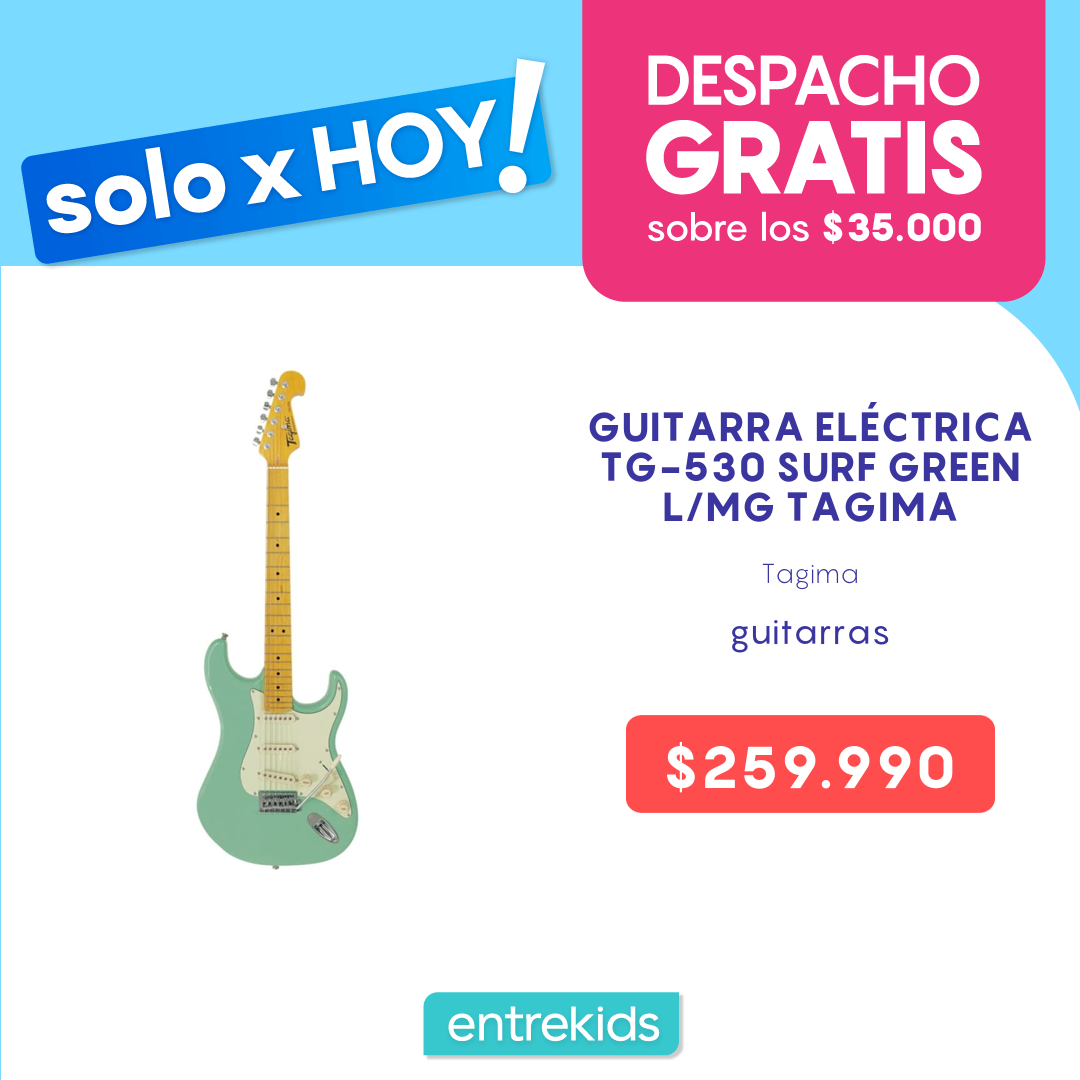 solo x HOY!
DESPACHO
GRATIS
sobre los $35.000
Tagima
GUITARRA ELÉCTRICA
TG-530 SURF GREEN
L/MG TAGIMA
Tagima
guitarras
$259.990
entrekids